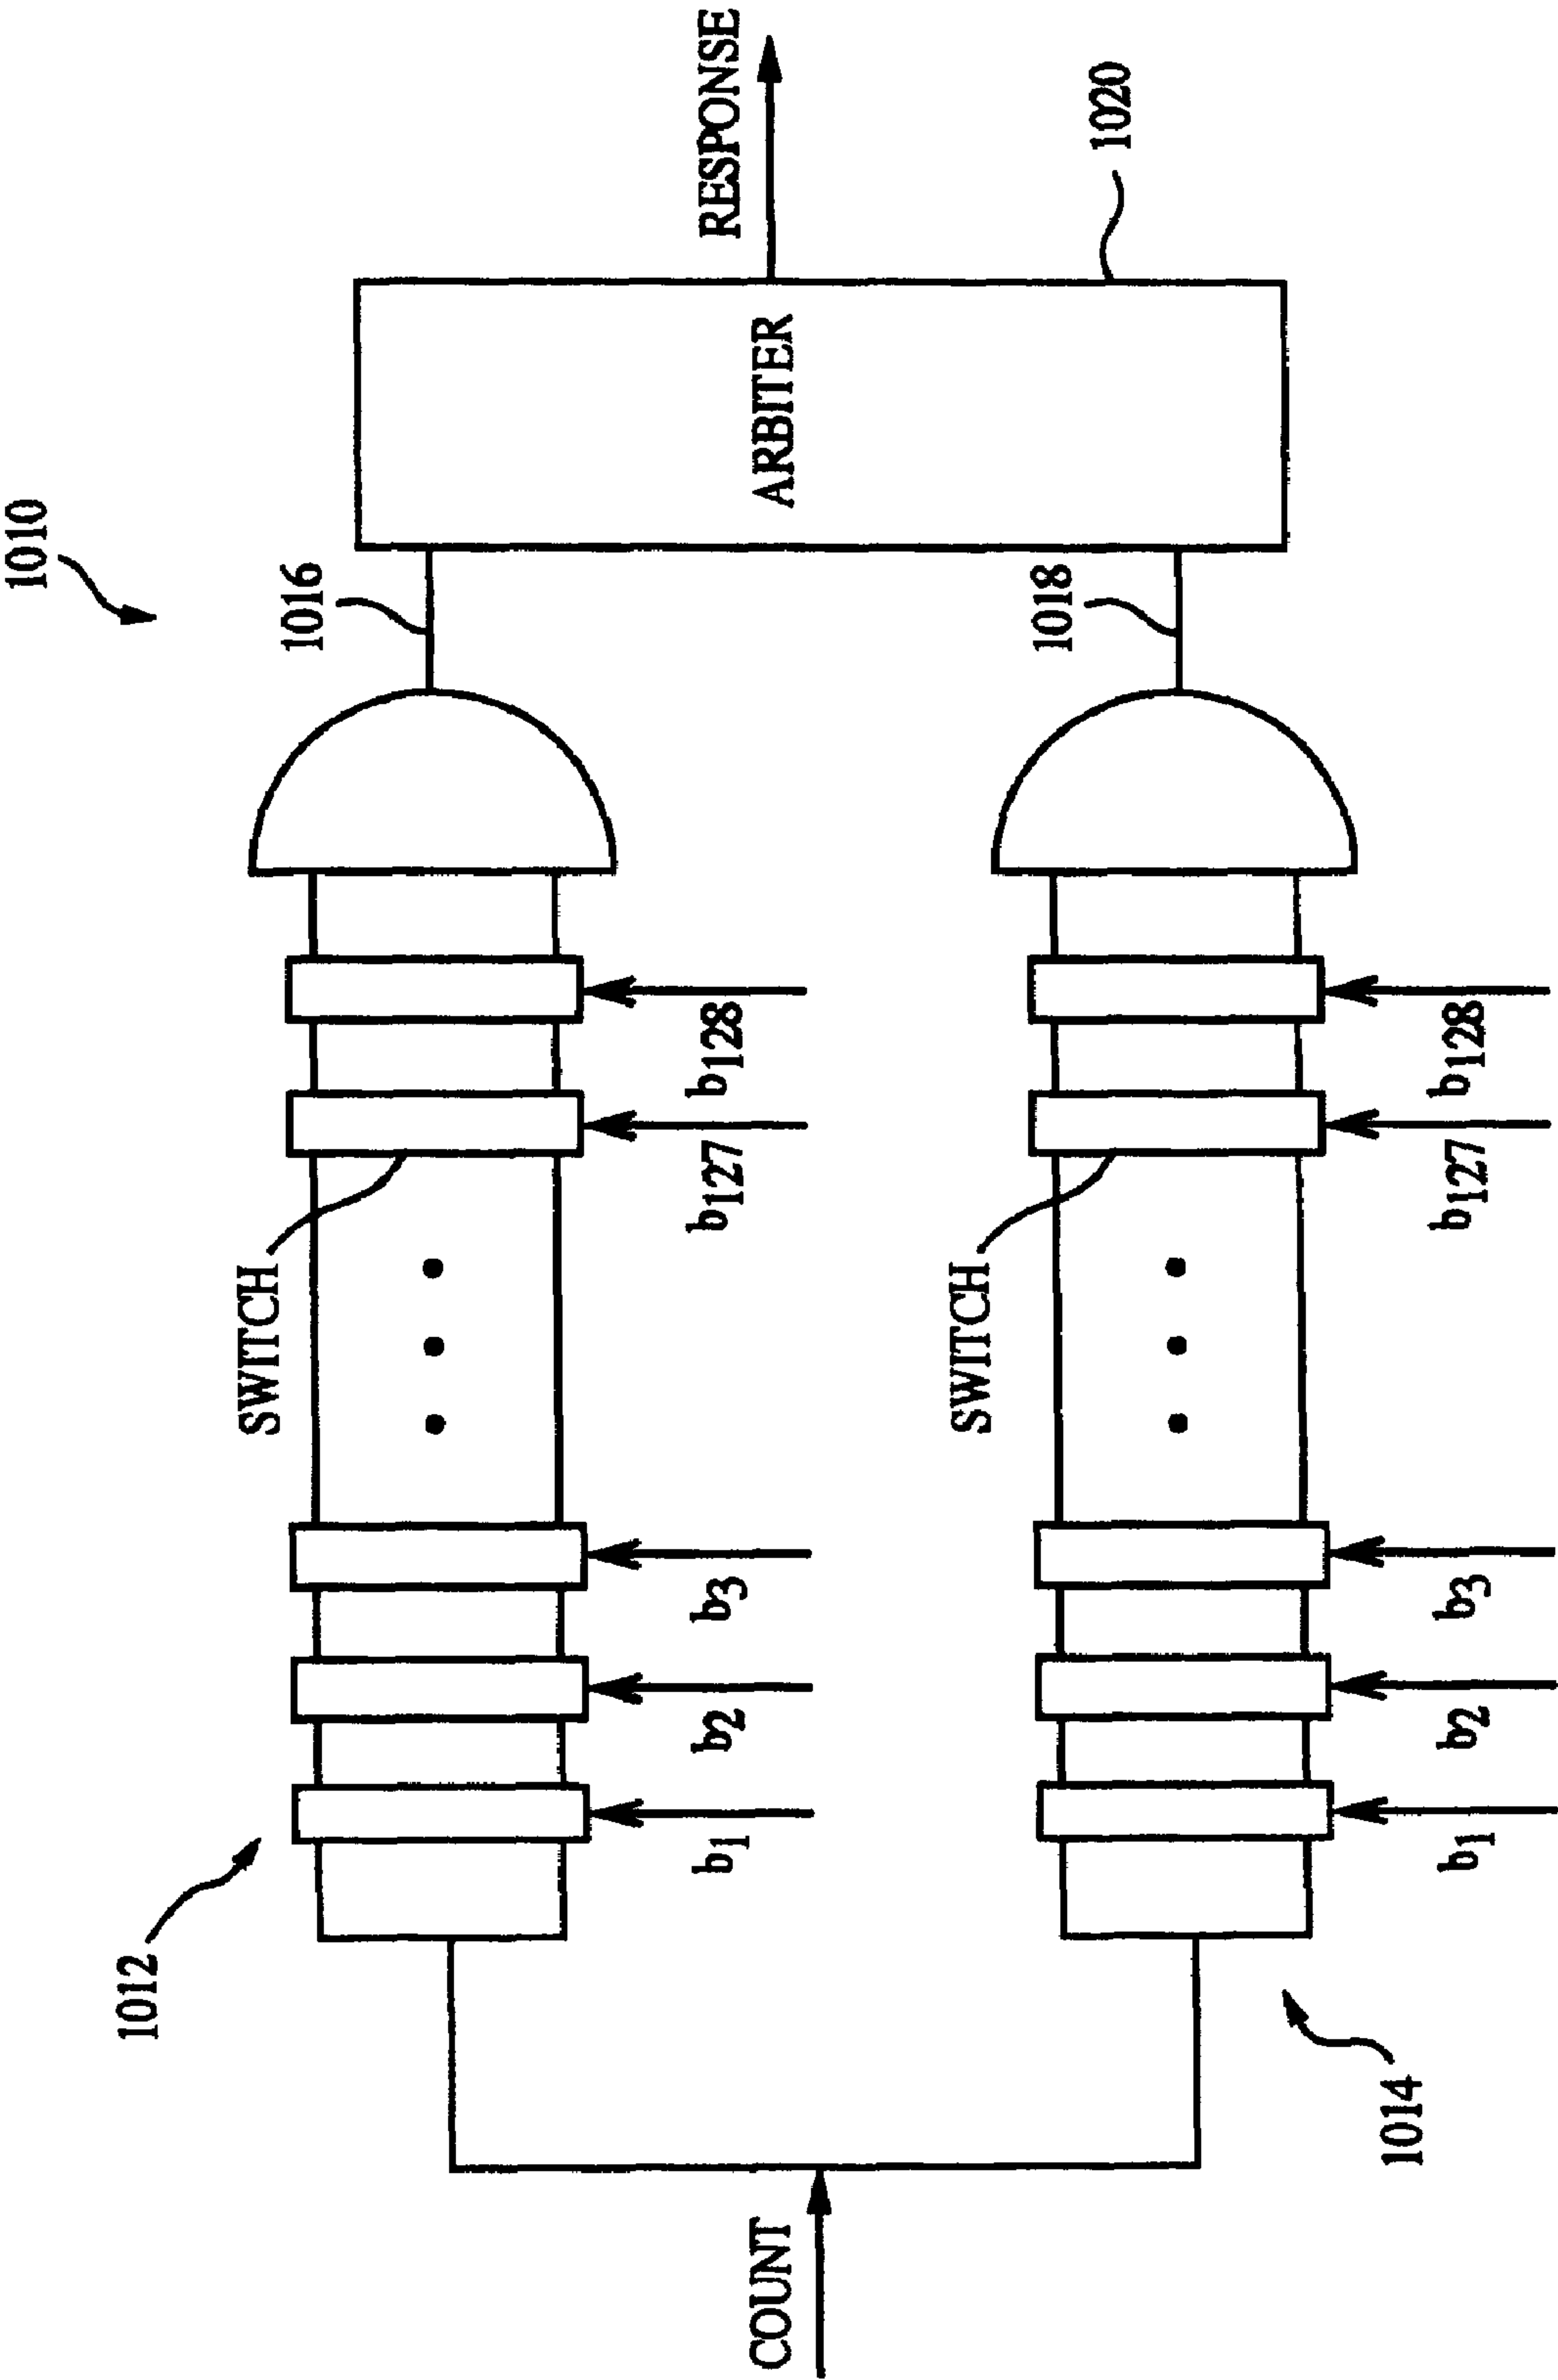 1010
1012
SWITCH
1016
b1
b2
b3
b127
b128
COUNT
ARBITER
RESPONSE
SWITCH
1018
1020
1014
b1
b2
b3
b127
b128